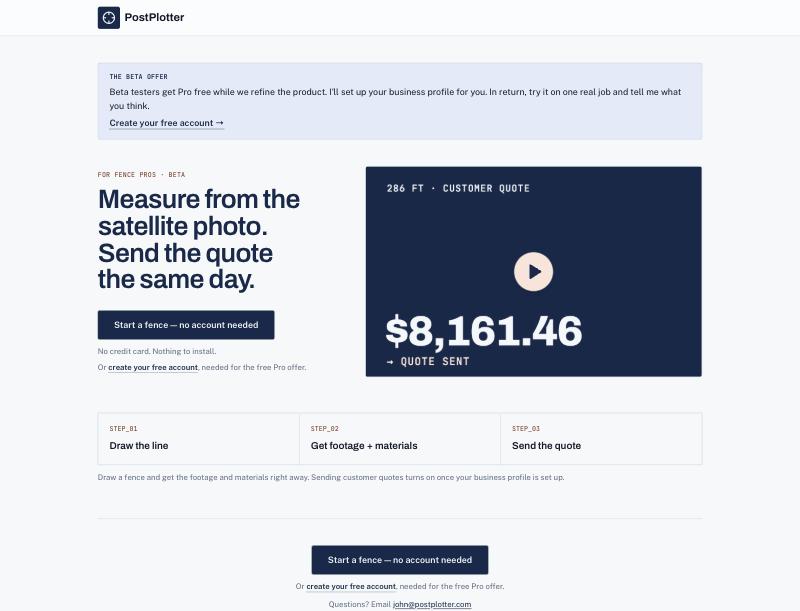 PostPlotter
THE BETA OFFER
Beta testers get Pro free while we refine the product. I'll set up your business profile for you. In return, try it on one real job and tell me what
you think.
Create your free account →
FOR FENCE PROS · BETA
Measure from the
satellite photo.
Send the quote
the same day.
Start a fence — no account needed
No credit card. Nothing to install.
Or create your free account, needed for the free Pro offer.
286 FT · CUSTOMER QUOTE
$8,161.46
→ QUOTE SENT
STEP_01
Draw the line
STEP_02
Get footage + materials
STEP_03
Send the quote
Draw a fence and get the footage and materials right away. Sending customer quotes turns on once your business profile is set up.
Start a fence — no account needed
Or create your free account, needed for the free Pro offer.
Questions? Email john@postplotter.com